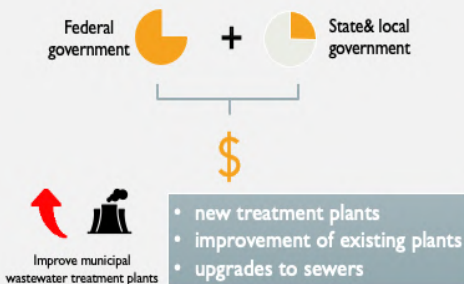 Federal
government
+
State& local
government
$
• new treatment plants
• improvement of existing plants
• upgrades to sewers
Improve municipal
wastewater treatment plants